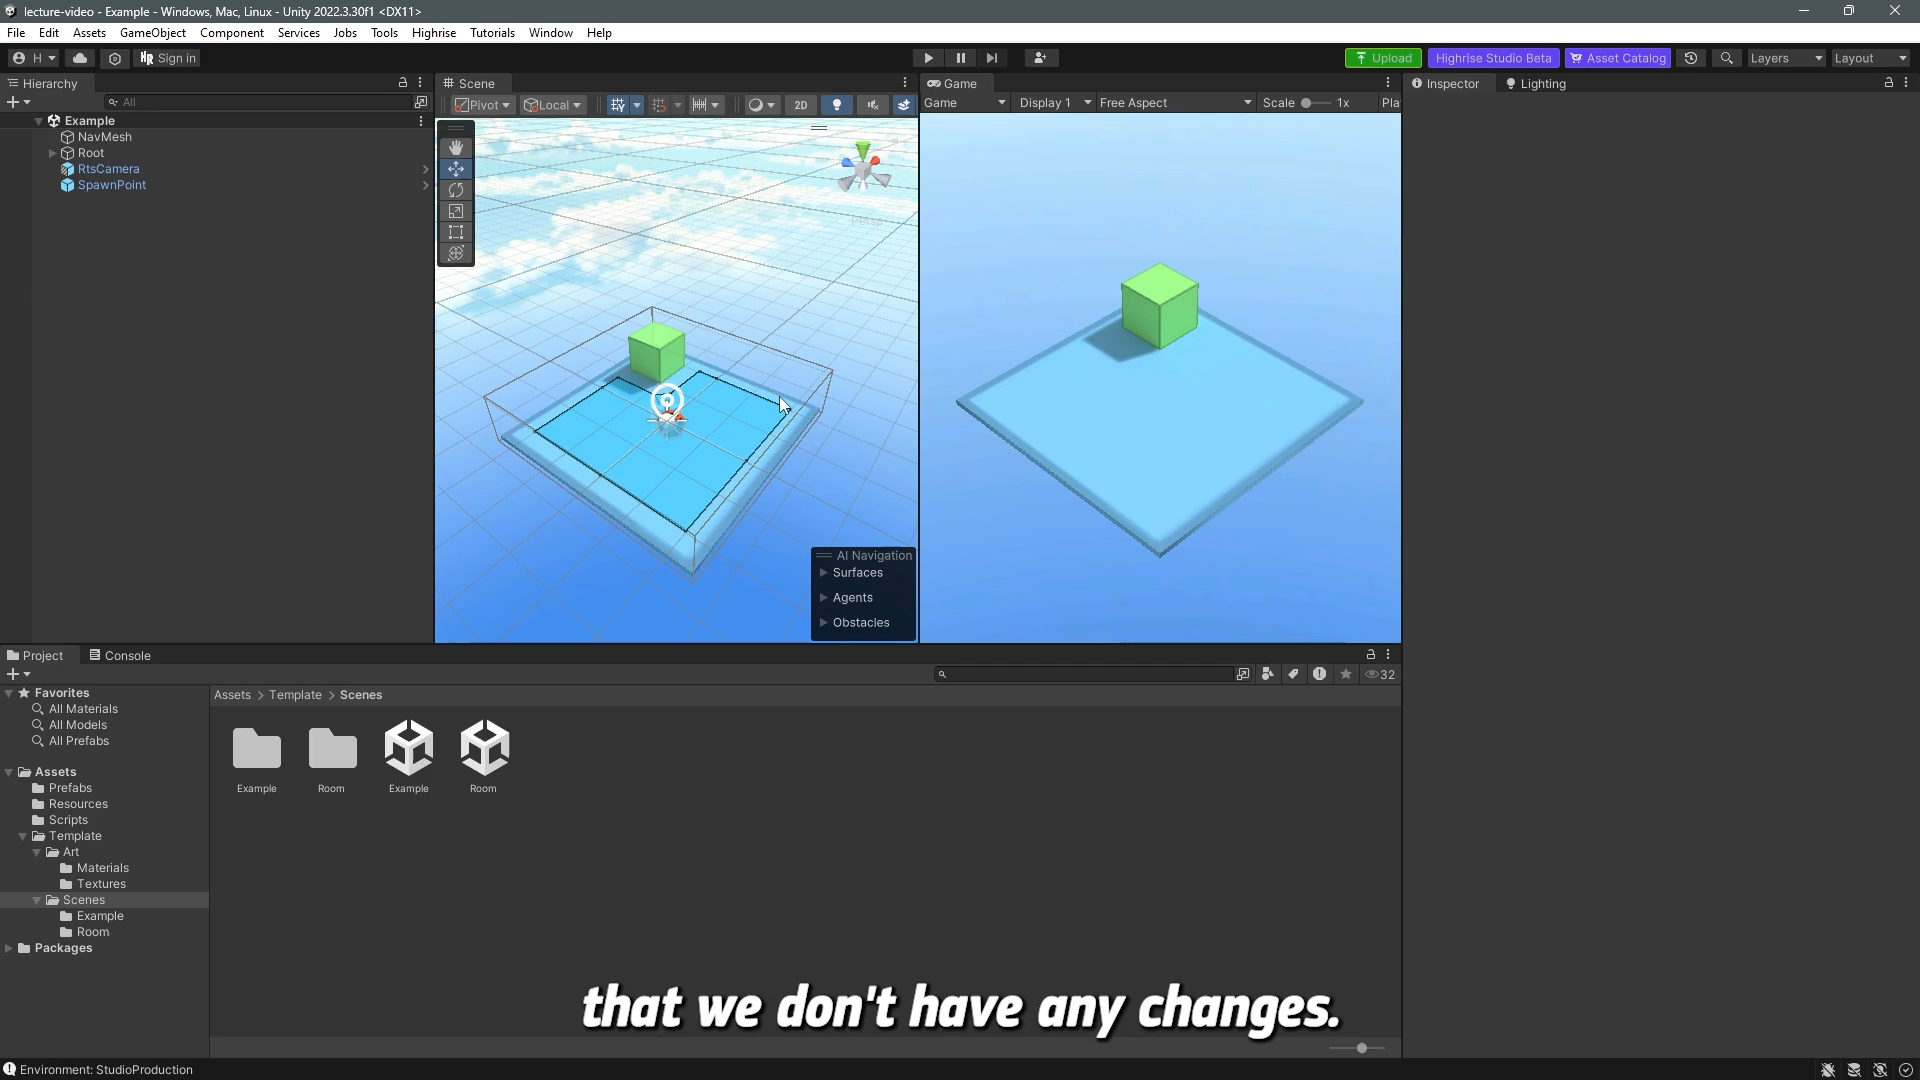 lecture-video - Example - Windows, Mac, Linux - Unity 2022.3.30f1 <DX11>
File Edit Assets GameObject Component Services Jobs Tools Highrise Tutorials Window Help
H Sign in Upload Highrise Studio Beta Asset Catalog Layers Layout
Hierarchy Scene Game Inspector Lighting
All Pivot Local 2D Game Display 1 Free Aspect Scale 1x Pla
Example
NavMesh
Root
RtsCamera
SpawnPoint
Persp
AI Navigation
Surfaces
Agents
Obstacles
Project Console
32
Favorites
All Materials
All Models
All Prefabs
Assets
Prefabs
Resources
Scripts
Template
Art
Materials
Textures
Scenes
Example
Room
Packages
Assets > Template > Scenes
Example Room Example Room
that we don't have any changes.
Environment: StudioProduction